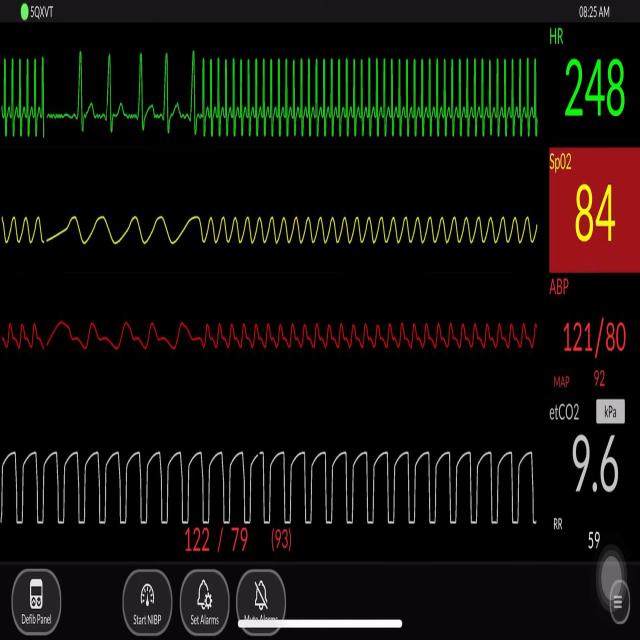 5QXVT
08:25 AM
HR
248
SpO2
84
ABP
121/80
MAP 92
etCO2 kPa
9.6
RR
59
122 / 79 (93)
Defib Panel
Start NIBP
Set Alarms
Mute Alarms